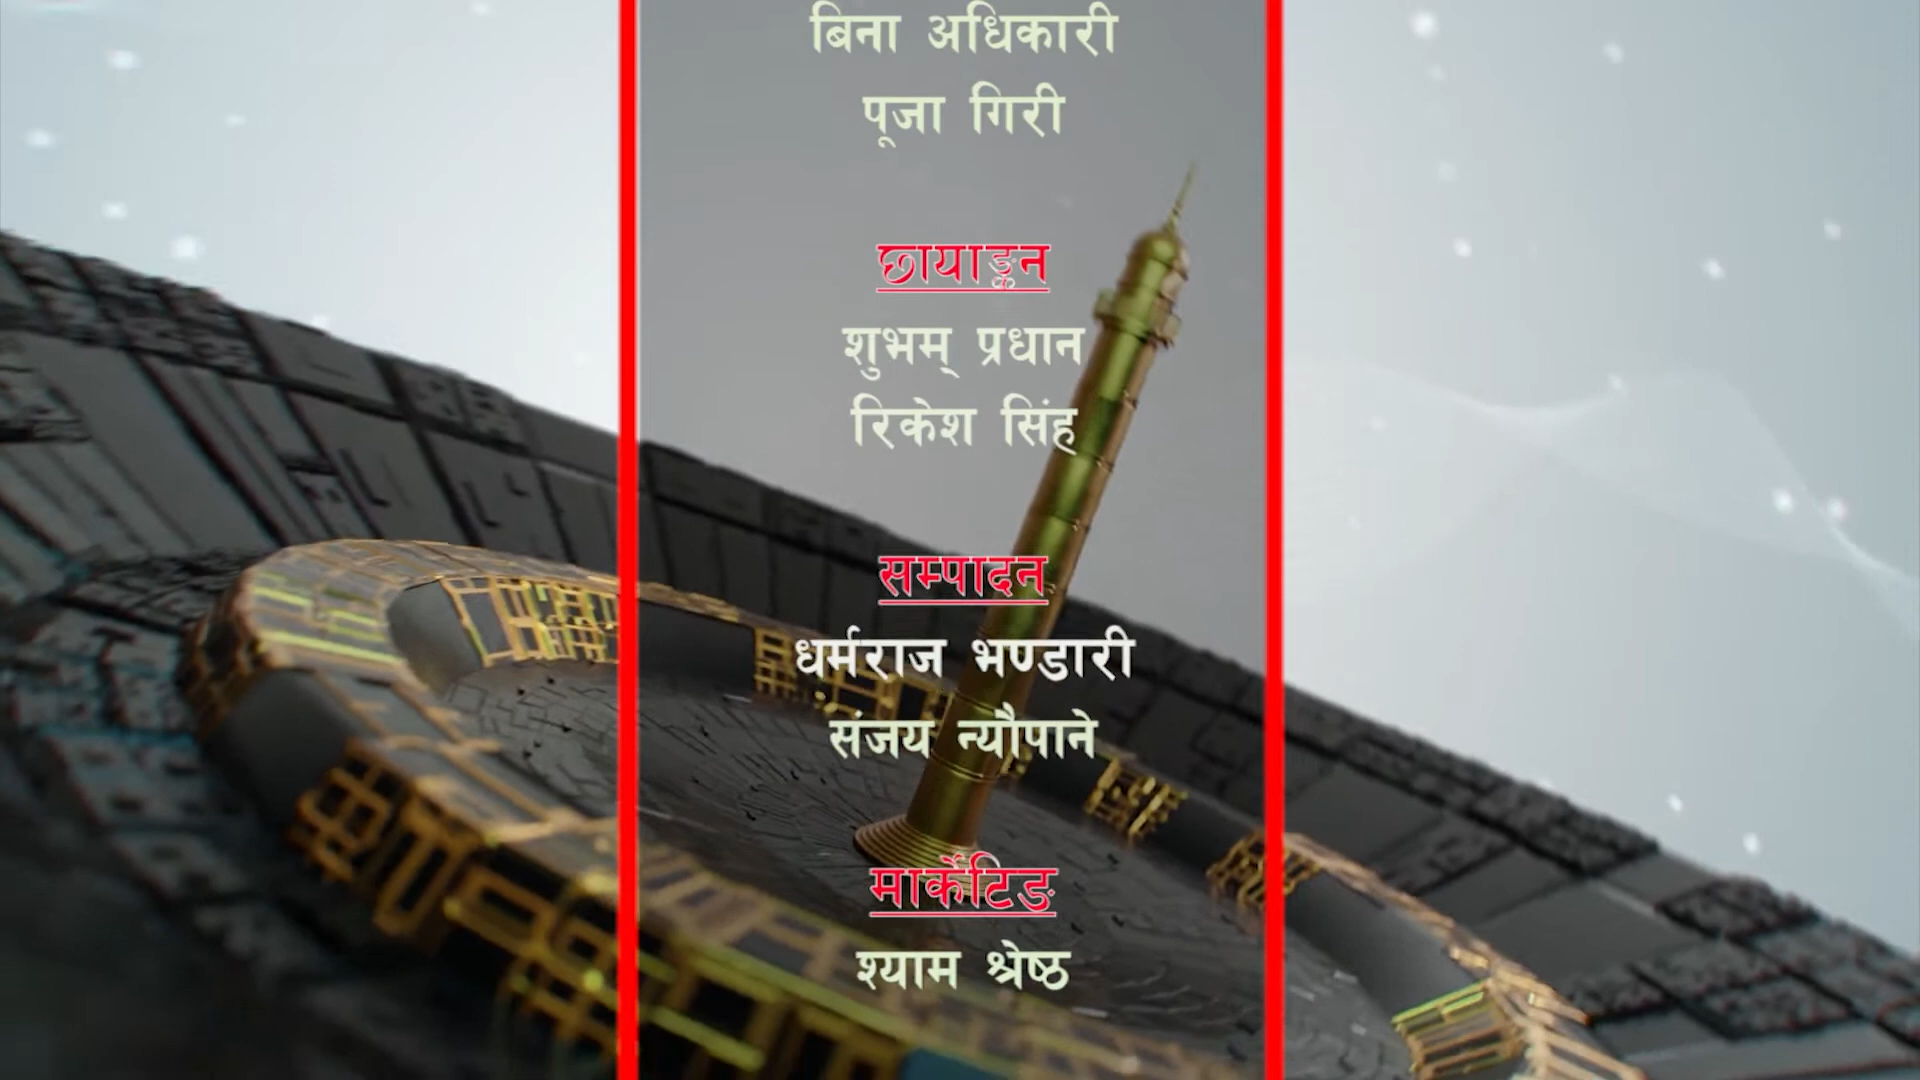 बिना अधिकारी
पूजा गिरी
छायाङ्कन
शुभम् प्रधान
रिकेश सिंह
सम्पादन
धर्मराज भण्डारी
संजय न्यौपाने
मार्केटिङ
श्याम श्रेष्ठ